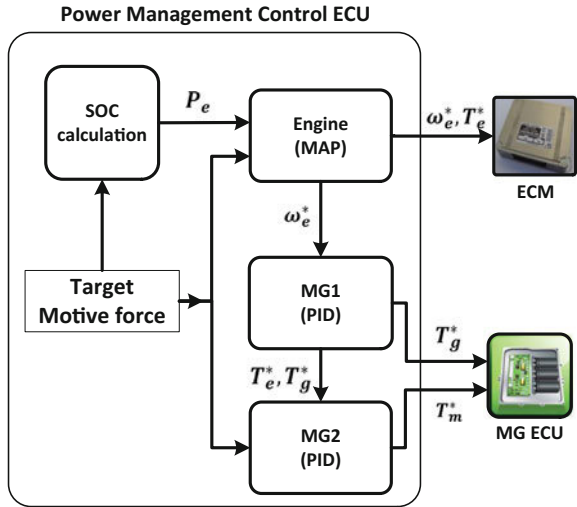 Power Management Control ECU
SOC
calculation
P_e
Engine
(MAP)
ω_e^*, T_e^*
ECM
ω_e^*
Target
Motive force
MG1
(PID)
T_g^*
T_e^*, T_g^*
MG2
(PID)
T_m^*
MG ECU